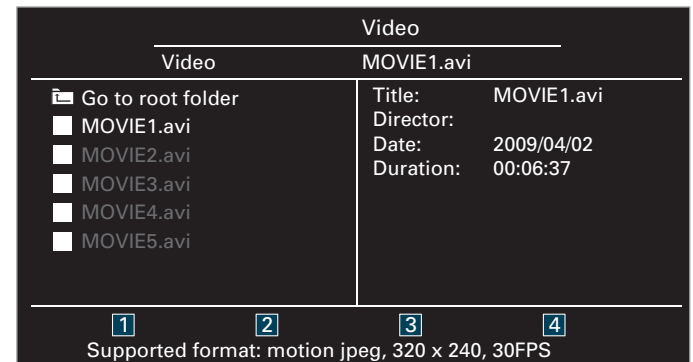 Video
Video MOVIE1.avi
Go to root folder
MOVIE1.avi
MOVIE2.avi
MOVIE3.avi
MOVIE4.avi
MOVIE5.avi
Title: MOVIE1.avi
Director:
Date: 2009/04/02
Duration: 00:06:37
1 2 3 4
Supported format: motion jpeg, 320 x 240, 30FPS